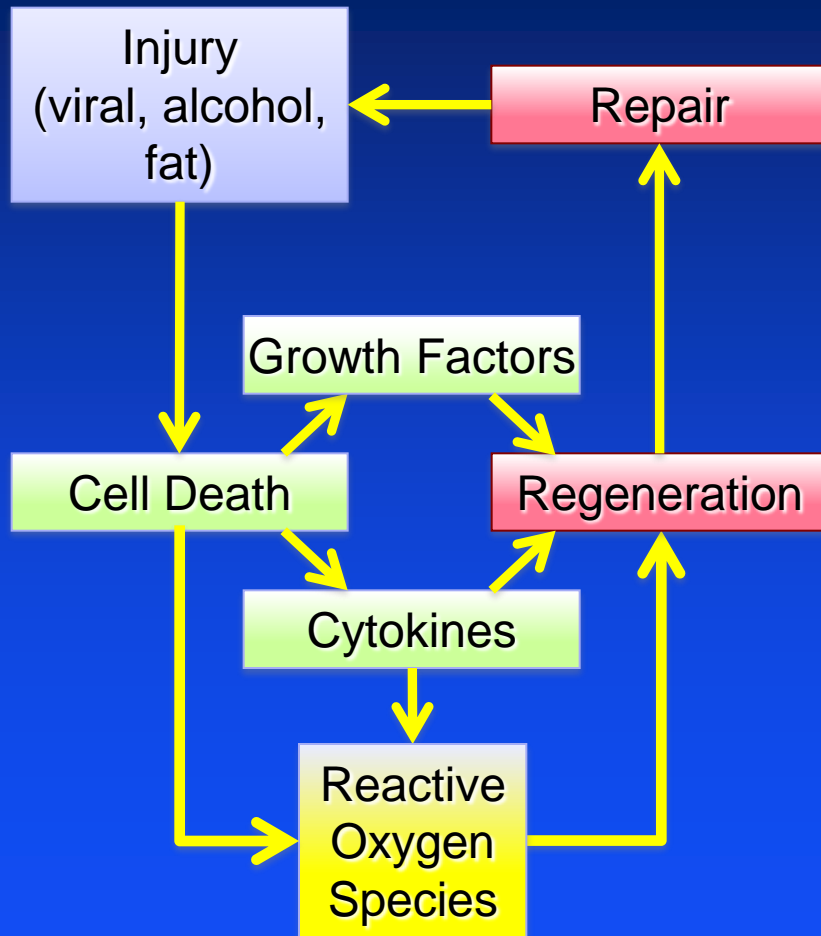 Injury
(viral, alcohol,
fat)
Repair
Growth Factors
Cell Death
Regeneration
Cytokines
Reactive
Oxygen
Species